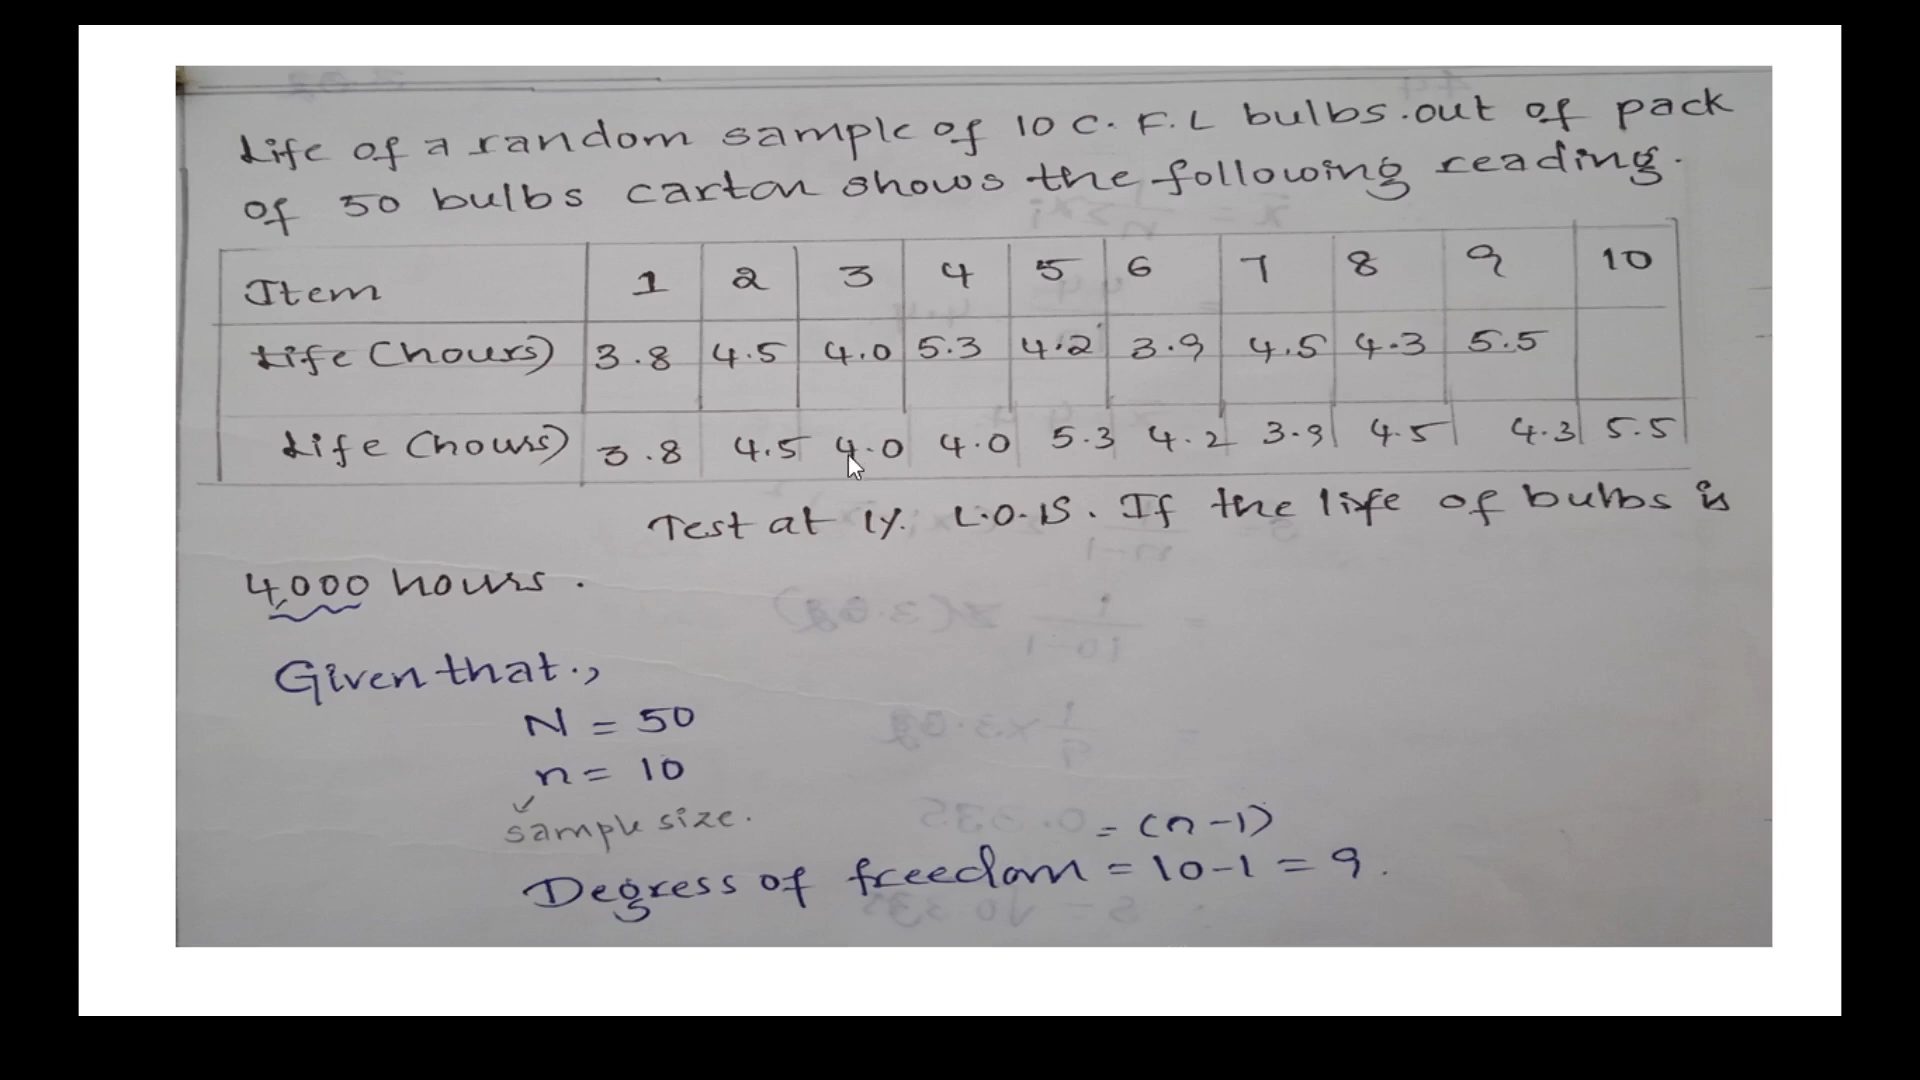 Life of a random sample of 10 C.F.L bulbs.out of pack
of 50 bulbs carton shows the following reading.
Item 1 2 3 4 5 6 7 8 9 10
Life (hours) 3.8 4.5 4.0 5.3 4.2 3.9 4.5 4.3 5.5
Life (hours) 3.8 4.5 4.0 4.0 5.3 4.2 3.9 4.5 4.3 5.5
Test at 1%. L.O.S. If the life of bulbs is
4,000 hours.
Given that.,
N = 50
n = 10
sample size.
= (n-1)
Degress of freedom = 10-1 = 9.